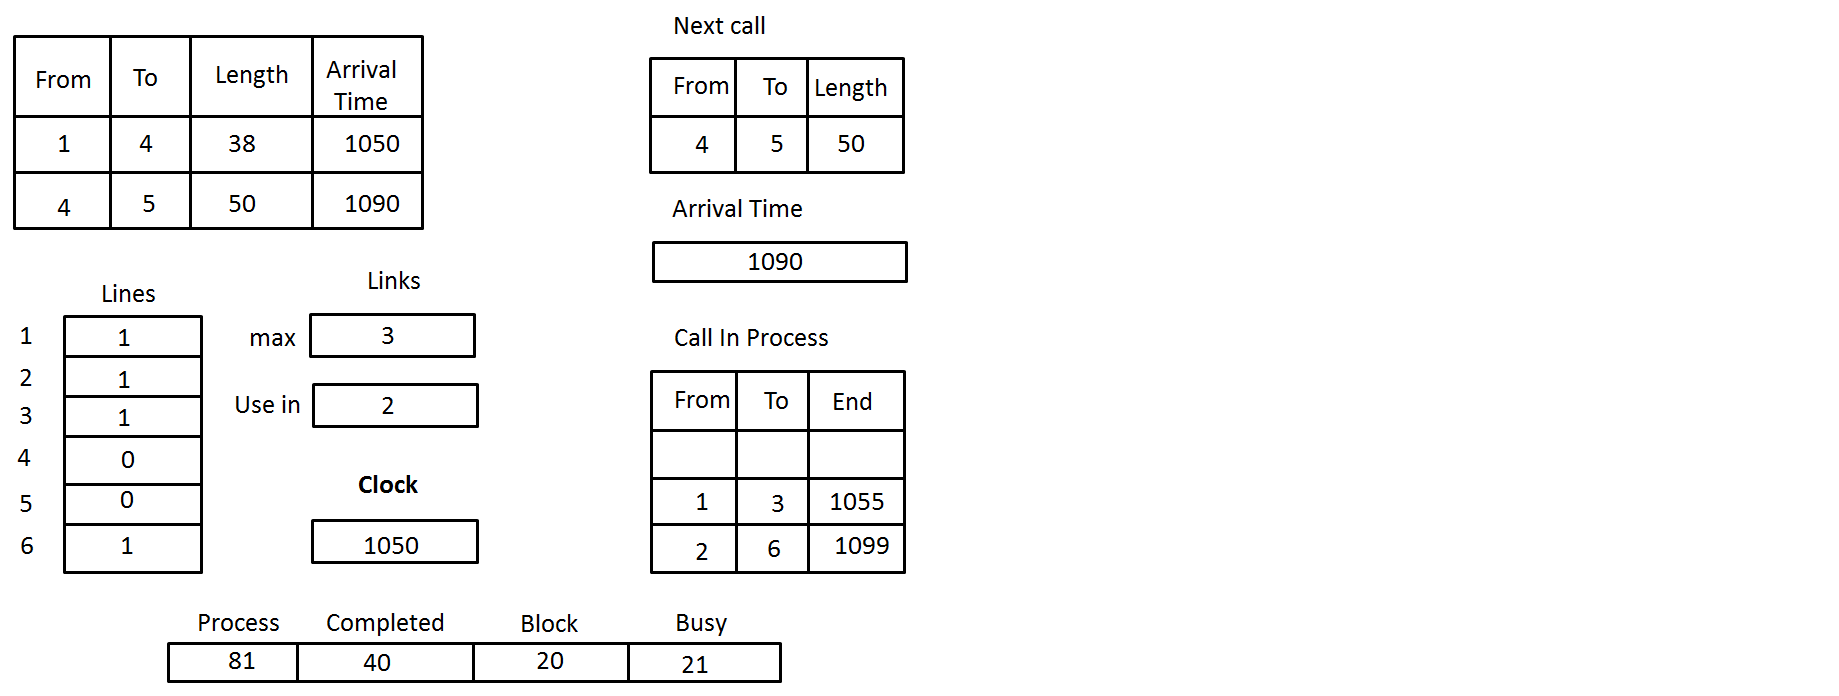 From To Length Arrival Time
1 4 38 1050
4 5 50 1090
Next call
From To Length
4 5 50
Arrival Time
1090
Lines
1 1
2 1
3 1
4 0
5 0
6 1
Links
max 3
Use in 2
Clock
1050
Call In Process
From To End
1 3 1055
2 6 1099
Process Completed Block Busy
81 40 20 21